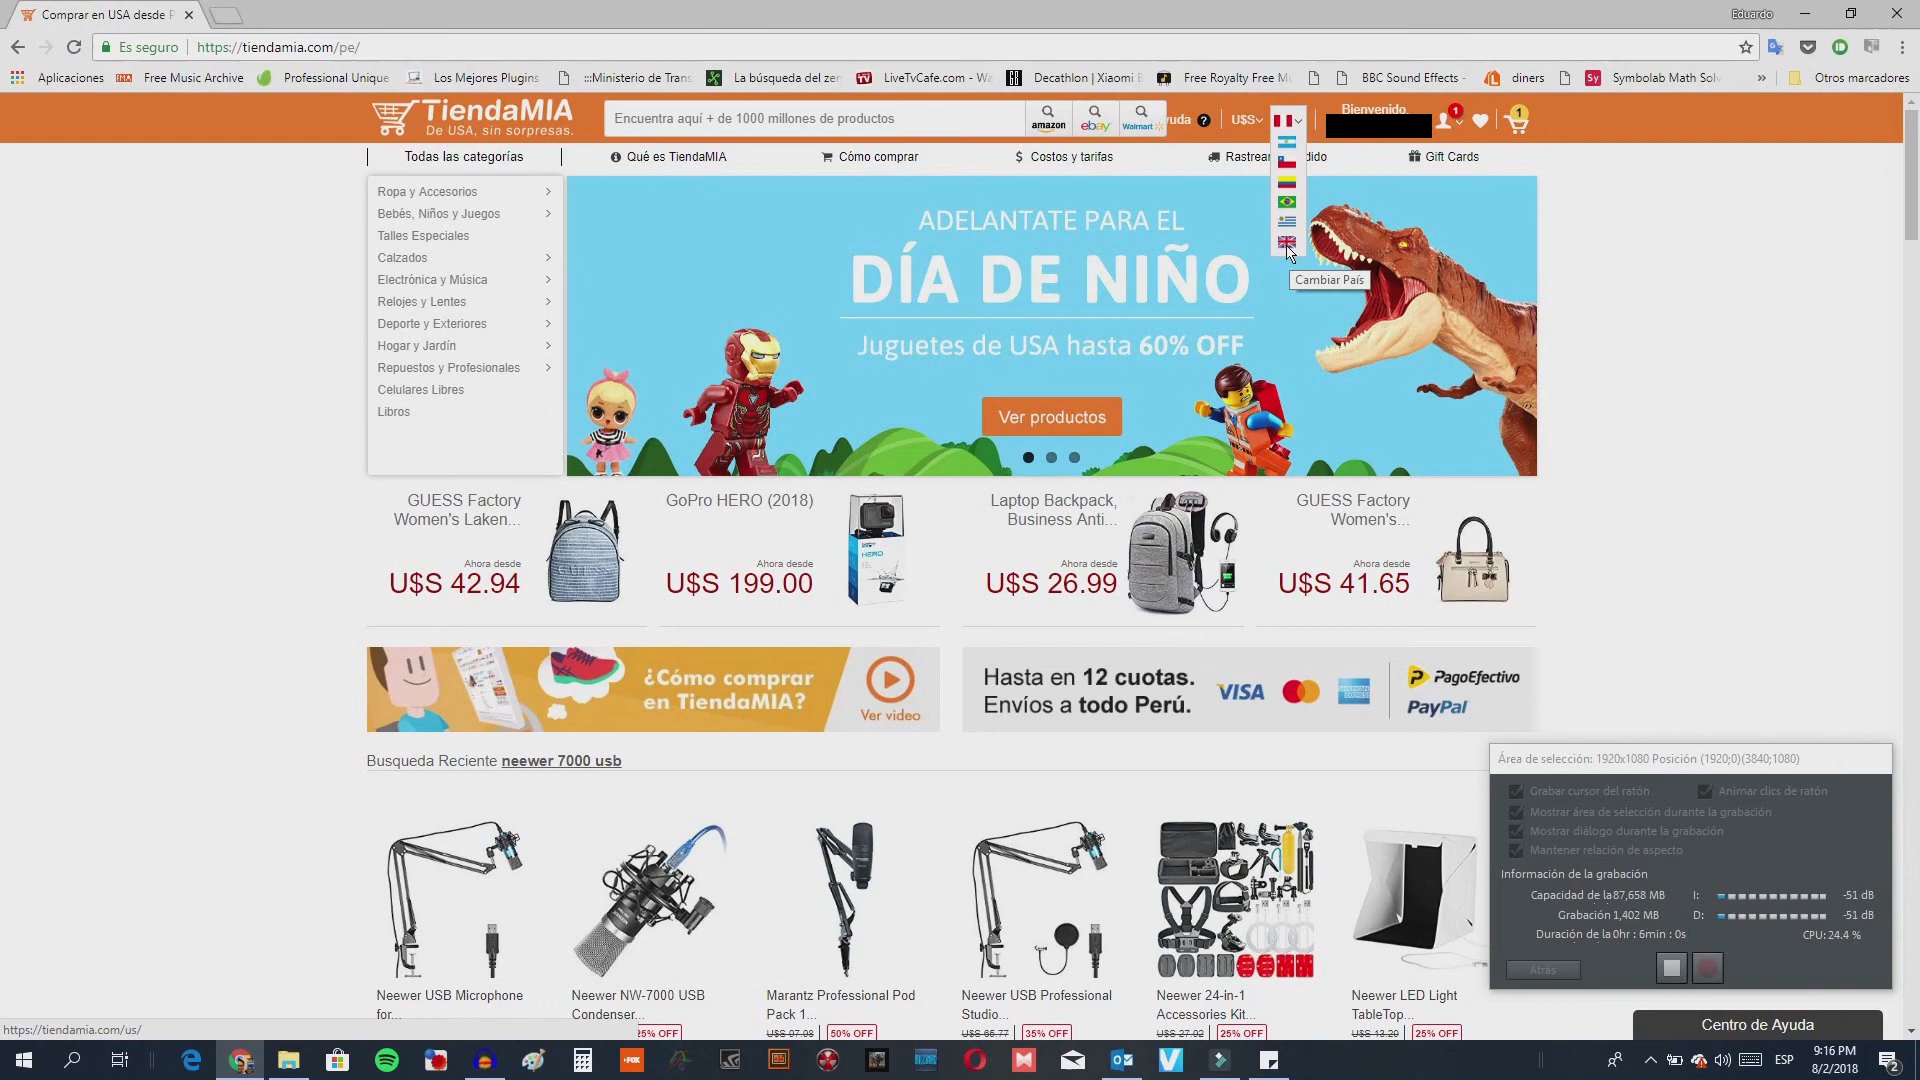 Comprar en USA desde P
Eduardo
Es seguro
https://tiendamia.com/pe/
Aplicaciones
Free Music Archive
Professional Unique
Los Mejores Plugins
:::Ministerio de Trans
La búsqueda del zen
LiveTvCafe.com - Wa
Decathlon | Xiaomi E
Free Royalty Free Mu
BBC Sound Effects -
diners
Symbolab Math Solv
»
Otros marcadores
TiendaMIA
De USA, sin sorpresas.
Encuentra aquí + de 1000 millones de productos
amazon
ebay
Walmart
yuda
U$S
Bienvenido,
1
1
Todas las categorías
Qué es TiendaMIA
Cómo comprar
Costos y tarifas
Rastrea
dido
Gift Cards
Ropa y Accesorios
Bebés, Niños y Juegos
Talles Especiales
Calzados
Electrónica y Música
Relojes y Lentes
Deporte y Exteriores
Hogar y Jardín
Repuestos y Profesionales
Celulares Libres
Libros
ADELANTATE PARA EL
DÍA DE NIÑO
Juguetes de USA hasta 60% OFF
Ver productos
Cambiar País
GUESS Factory
Women's Laken...
Ahora desde
U$S 42.94
GoPro HERO (2018)
Ahora desde
U$S 199.00
Laptop Backpack,
Business Anti...
Ahora desde
U$S 26.99
GUESS Factory
Women's...
Ahora desde
U$S 41.65
¿Cómo comprar
en TiendaMIA?
Ver video
Hasta en 12 cuotas.
Envíos a todo Perú.
VISA
PagoEfectivo
PayPal
Busqueda Reciente neewer 7000 usb
Área de selección: 1920x1080 Posición (1920;0)(3840;1080)
Grabar cursor del ratón
Animar clics de ratón
Mostrar área de selección durante la grabación
Mostrar diálogo durante la grabación
Mantener relación de aspecto
Información de la grabación
Capacidad de la 87,658 MB
I:
-51 dB
Grabación 1,402 MB
D:
-51 dB
Duración de la 0hr : 6min : 0s
CPU: 24.4 %
Atrás
Neewer USB Microphone
for...
Neewer NW-7000 USB
Condenser...
25% OFF
Marantz Professional Pod
Pack 1...
U$S 97.98
50% OFF
Neewer USB Professional
Studio...
U$S 65.77
35% OFF
Neewer 24-in-1
Accessories Kit...
U$S 27.02
25% OFF
Neewer LED Light
TableTop...
U$S 13.20
25% OFF
https://tiendamia.com/us/
Centro de Ayuda
ESP
9:16 PM
8/2/2018
2